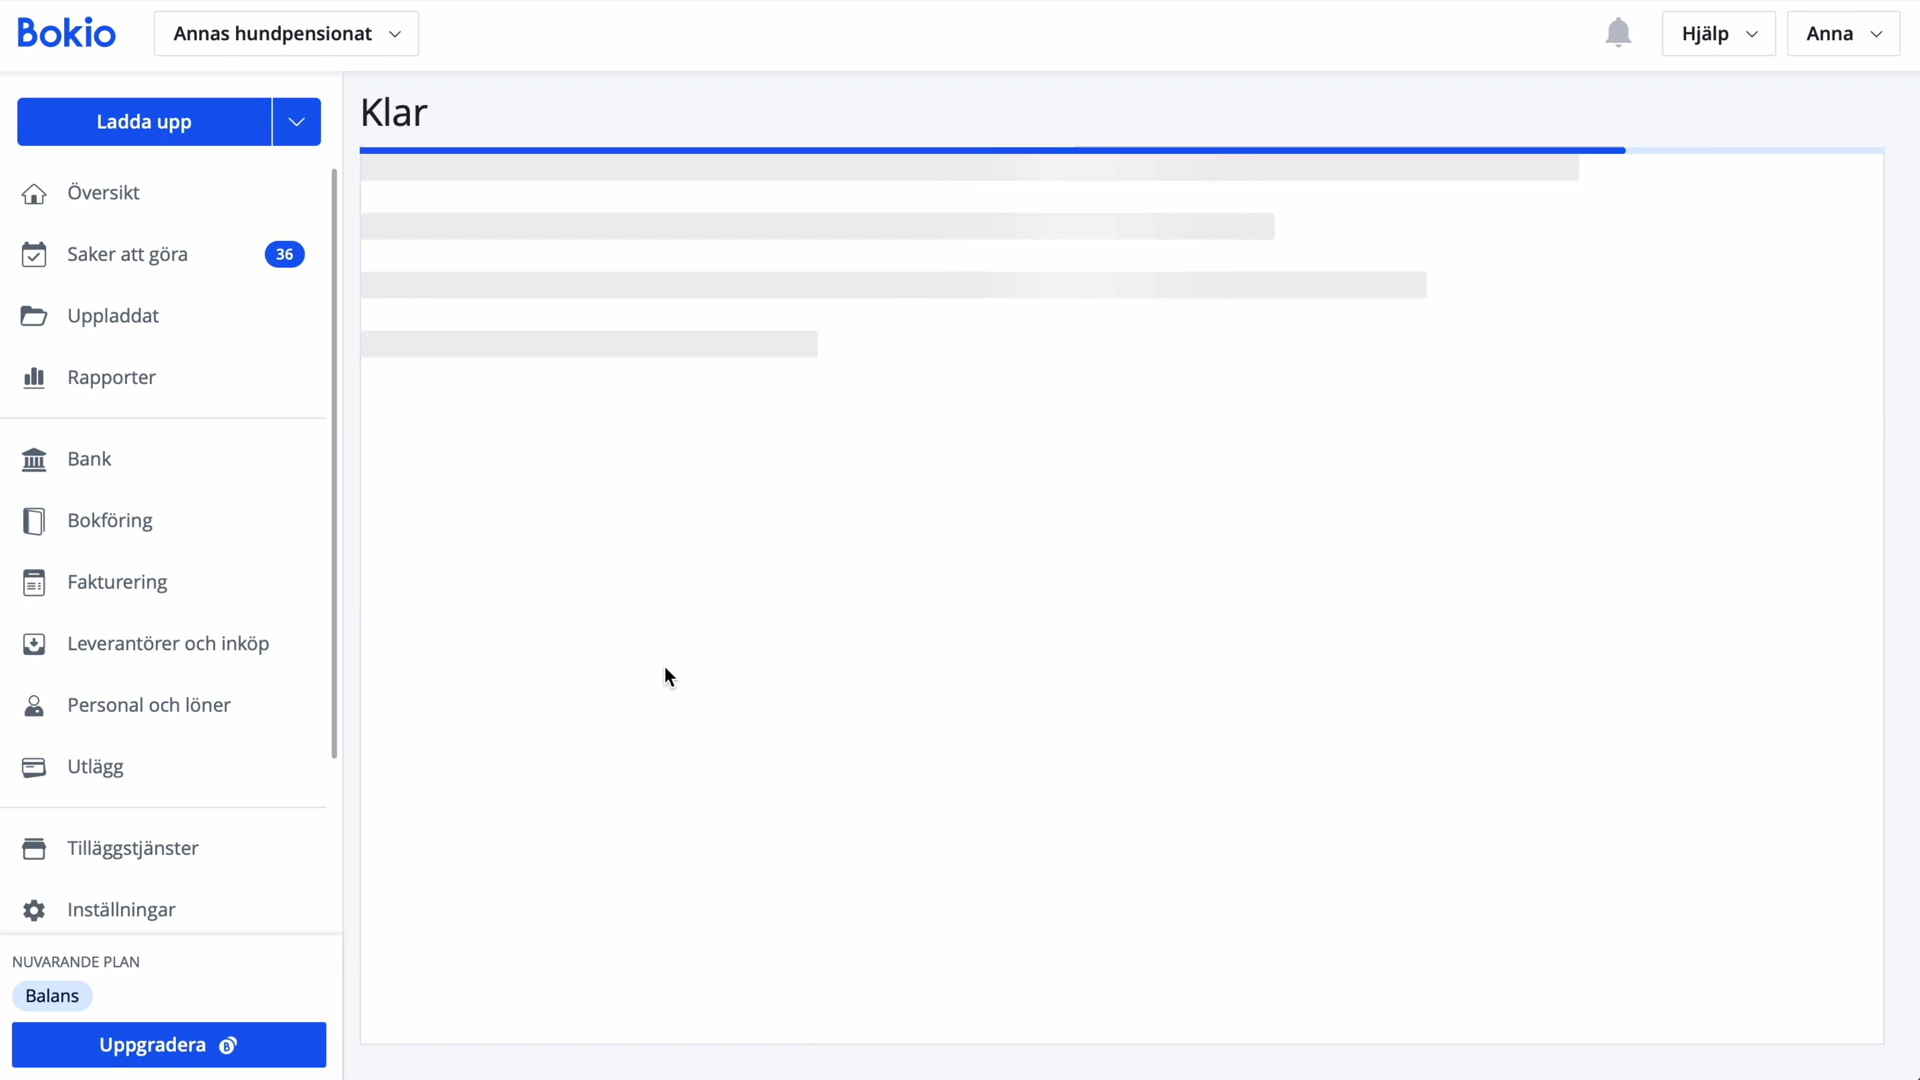 Bokio
Annas hundpensionat
Hjälp
Anna
Ladda upp
Översikt
Saker att göra
36
Uppladdat
Rapporter
Bank
Bokföring
Fakturering
Leverantörer och inköp
Personal och löner
Utlägg
Tilläggstjänster
Inställningar
NUVARANDE PLAN
Balans
Uppgradera
Klar